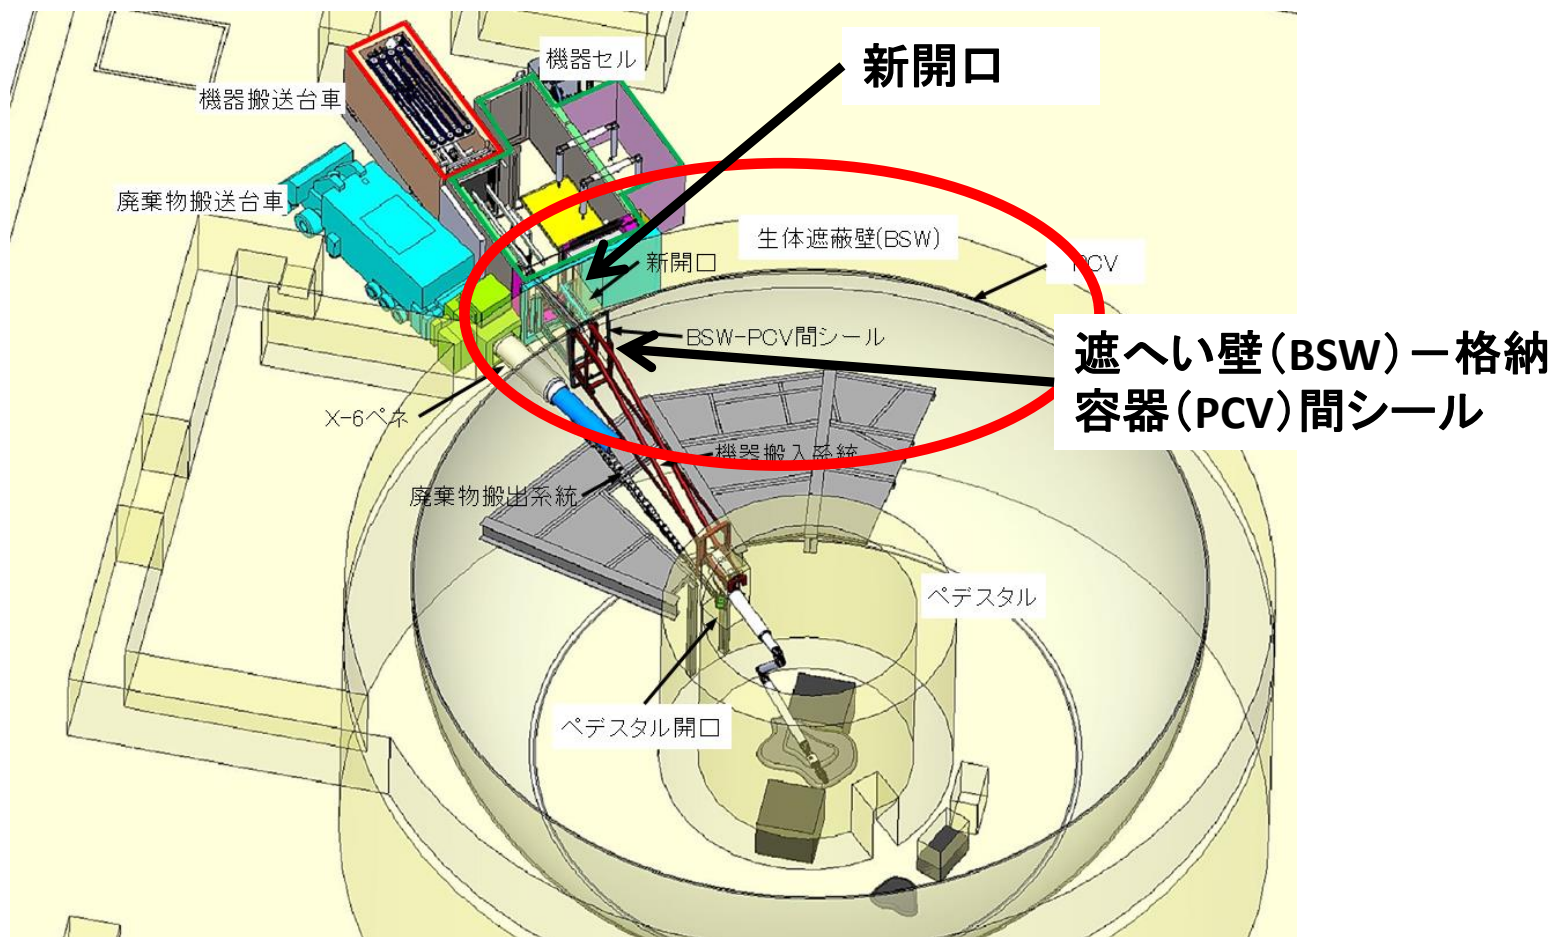 機器セル
新開口
機器搬送台車
廃棄物搬送台車
生体遮蔽壁(BSW)
新開口
PCV
BSW-PCV間シール
遮へい壁(BSW)－格納
容器(PCV)間シール
X-6ペネ
機器搬入系統
廃棄物搬出系統
ペデスタル
ペデスタル開口